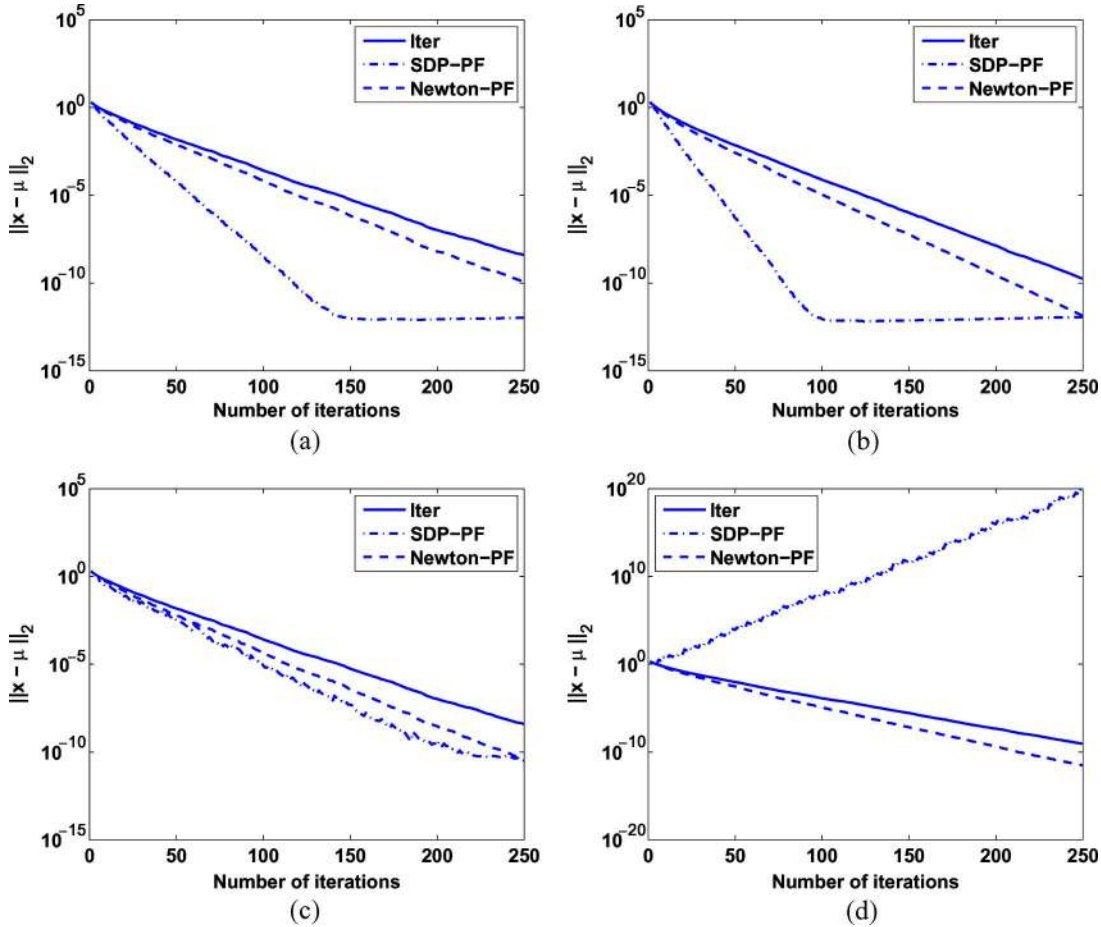 10^5
Iter
SDP-PF
Newton-PF
10^0
||x − μ||_2
10^−5
10^−10
10^−15
0 50 100 150 200 250
Number of iterations
(a)
10^5
Iter
SDP-PF
Newton-PF
10^0
||x − μ||_2
10^−5
10^−10
10^−15
0 50 100 150 200 250
Number of iterations
(b)
10^5
Iter
SDP-PF
Newton-PF
10^0
||x − μ||_2
10^−5
10^−10
10^−15
0 50 100 150 200 250
Number of iterations
(c)
10^20
Iter
SDP-PF
Newton-PF
10^10
||x − μ||_2
10^0
10^−10
10^−20
0 50 100 150 200 250
Number of iterations
(d)